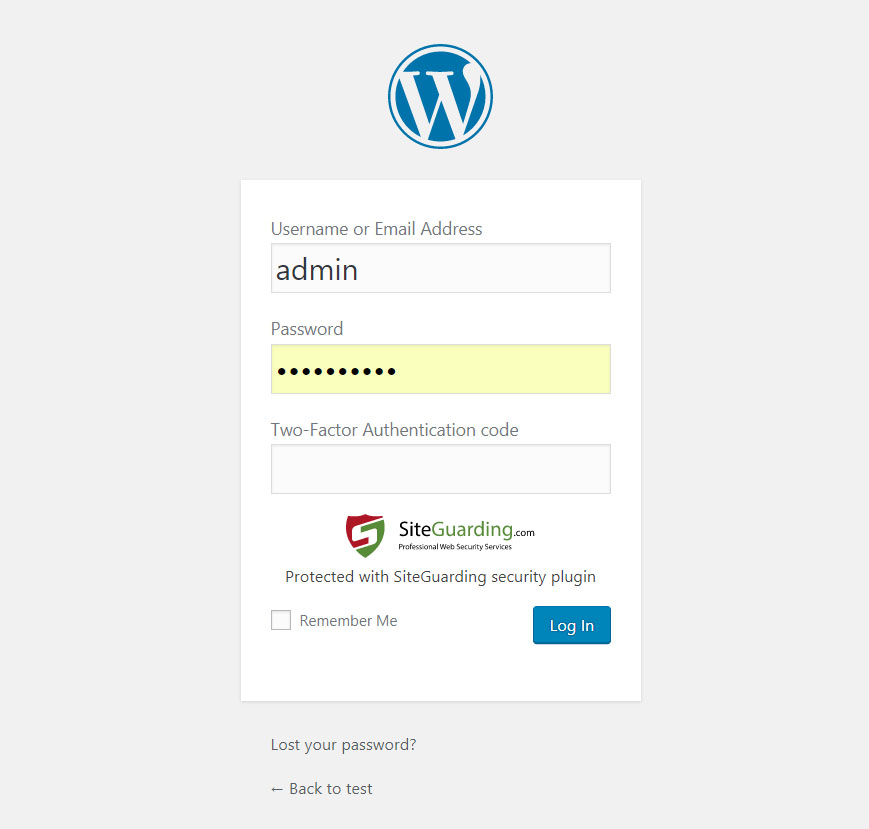 Username or Email Address
admin
Password
••••••••••
Two-Factor Authentication code
SiteGuarding.com
Professional Web Security Services
Protected with SiteGuarding security plugin
Remember Me
Log In
Lost your password?
← Back to test